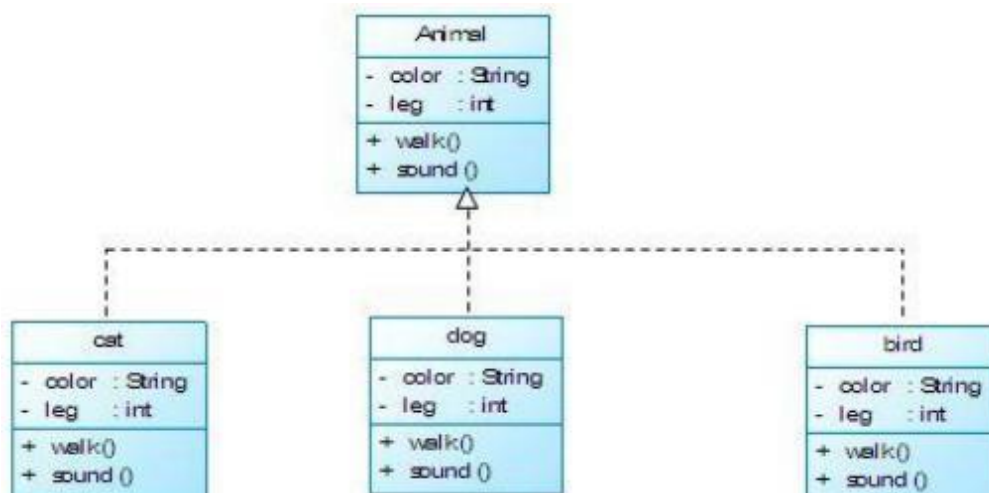 Animal
- color : String
- leg : int
+ walk()
+ sound ()
cat
- color : String
- leg : int
+ walk()
+ sound ()
dog
- color : String
- leg : int
+ walk()
+ sound ()
bird
- color : String
- leg : int
+ walk()
+ sound ()